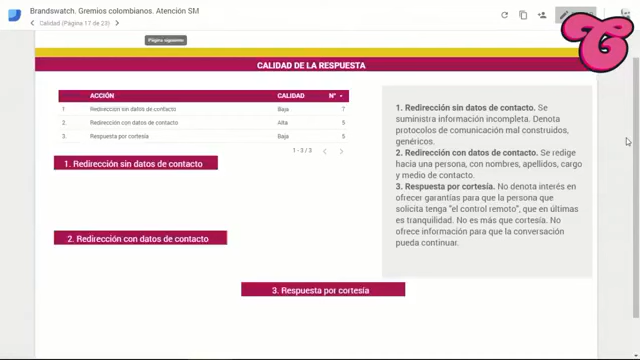 Brandswatch. Gremios colombianos. Atención SM
Calidad (Página 17 de 23)
Página siguiente
CALIDAD DE LA RESPUESTA
ACCIÓN CALIDAD N°
1. Redirección sin datos de contacto Baja 7
2. Redirección con datos de contacto Alta 5
3. Respuesta por cortesía Baja 5
1 - 3 / 3
1. Redirección sin datos de contacto
2. Redirección con datos de contacto
3. Respuesta por cortesía
1. Redirección sin datos de contacto. Se
suministra información incompleta. Denota
protocolos de comunicación mal construidos,
genéricos.
2. Redirección con datos de contacto. Se redige
hacia una persona, con nombres, apellidos, cargo
y medio de contacto.
3. Respuesta por cortesía. No denota interés en
ofrecer garantías para que la persona que
solicita tenga "el control remoto", que en últimas
es tranquilidad. No es más que cortesía. No
ofrece información para que la conversación
pueda continuar.